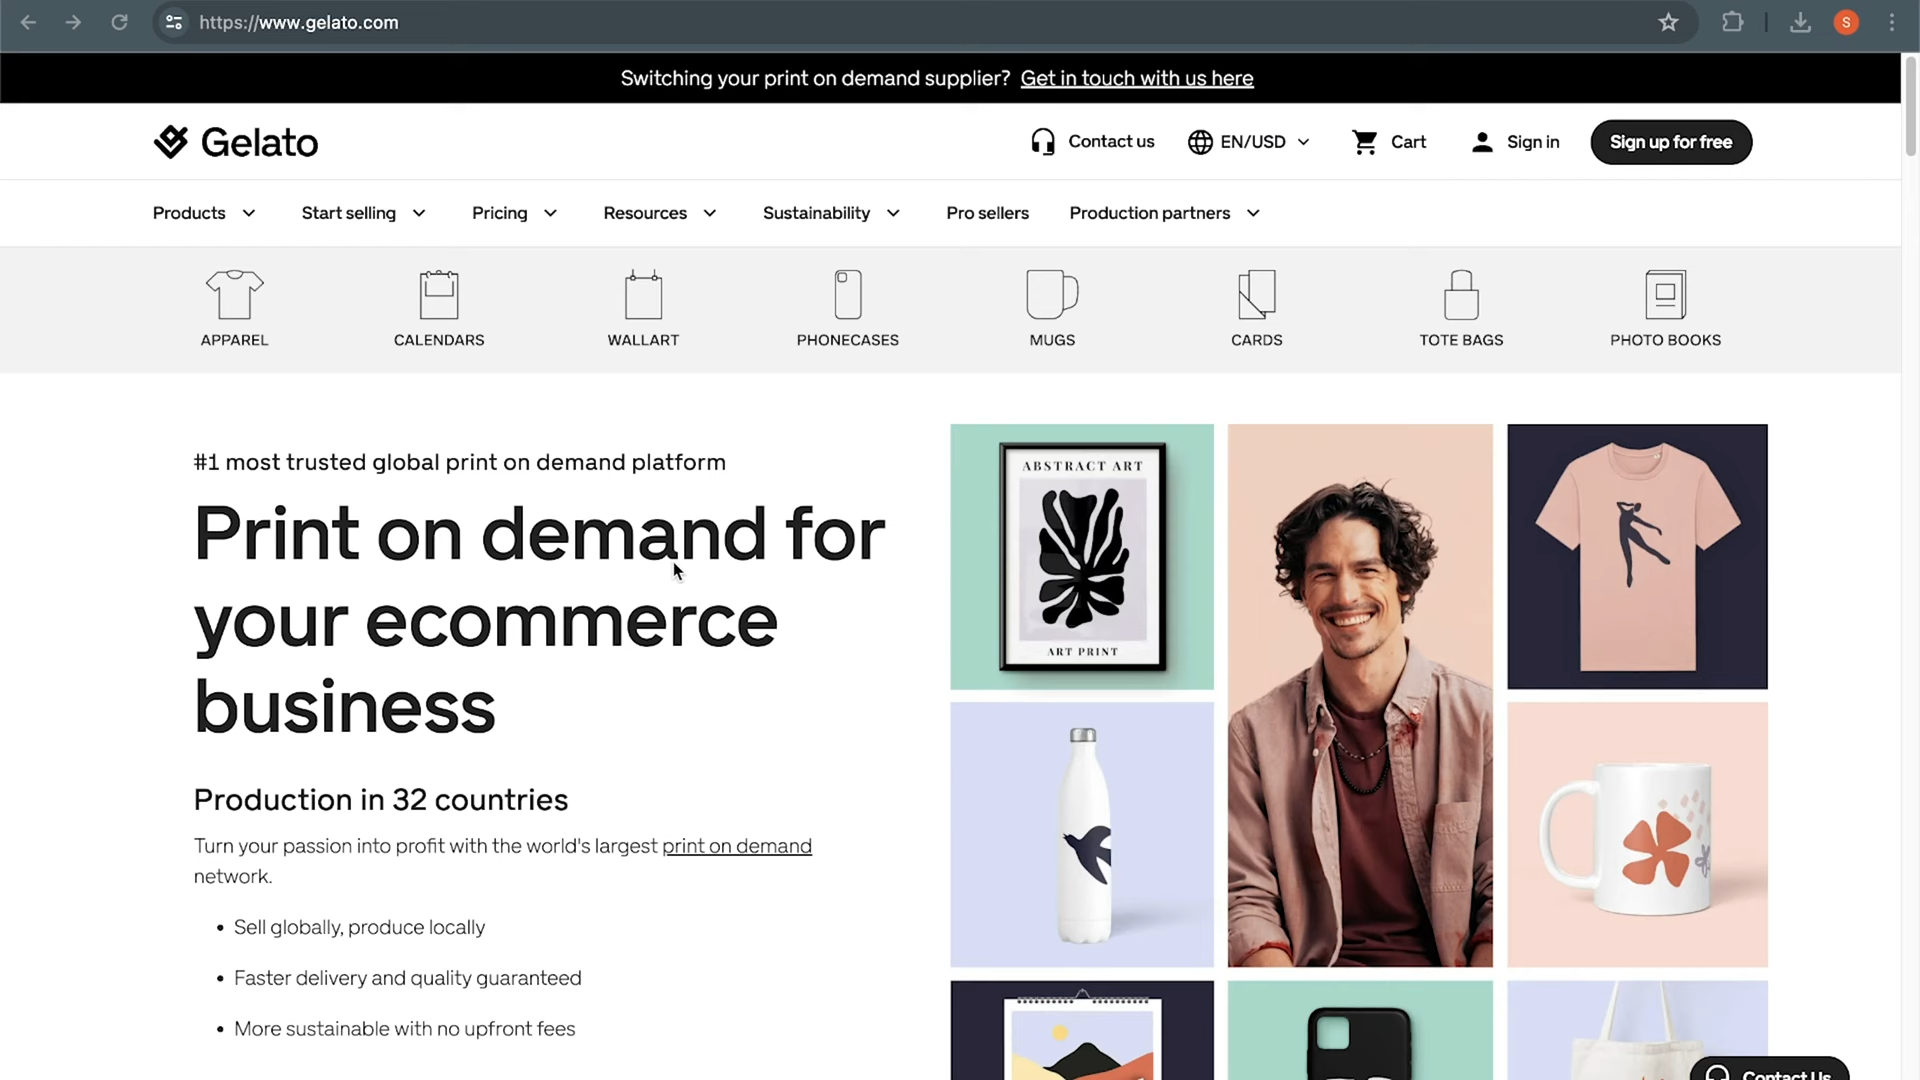 https://www.gelato.com
S
Switching your print on demand supplier? Get in touch with us here
Gelato
Contact us
EN/USD
Cart
Sign in
Sign up for free
Products
Start selling
Pricing
Resources
Sustainability
Pro sellers
Production partners
APPAREL
CALENDARS
WALLART
PHONECASES
MUGS
CARDS
TOTE BAGS
PHOTO BOOKS
#1 most trusted global print on demand platform
Print on demand for
your ecommerce
business
Production in 32 countries
Turn your passion into profit with the world's largest print on demand
network.
• Sell globally, produce locally
• Faster delivery and quality guaranteed
• More sustainable with no upfront fees
ABSTRACT ART
ART PRINT
Contact Us